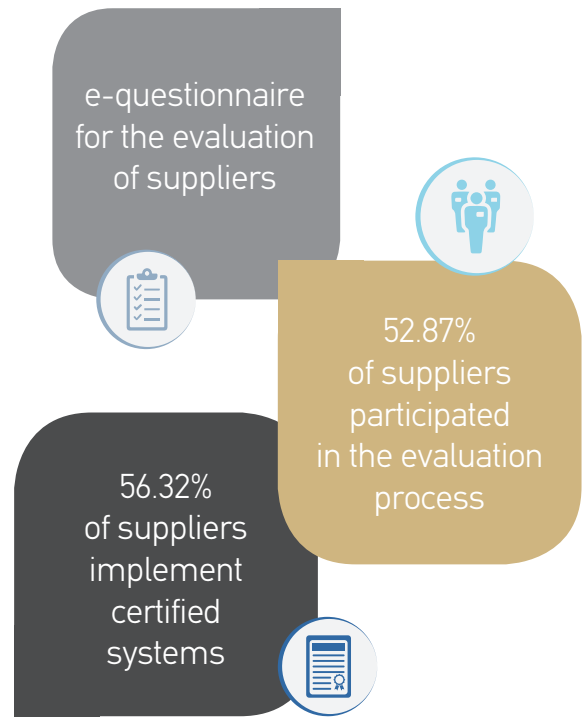 e-questionnaire
for the evaluation
of suppliers
52.87%
of suppliers
participated
in the evaluation
process
56.32%
of suppliers
implement
certified
systems